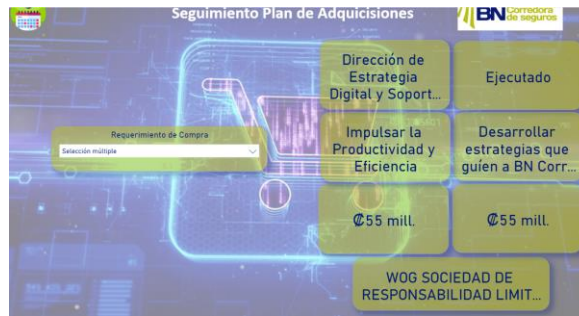 Seguimiento Plan de Adquisiciones
BN Corredora
de seguros
Dirección de
Estrategia
Digital y Soport...
Ejecutado
Requerimiento de Compra
Selección múltiple
Impulsar la
Productividad y
Eficiencia
Desarrollar
estrategias que
guíen a BN Corr...
₡55 mill.
₡55 mill.
WOG SOCIEDAD DE
RESPONSABILIDAD LIMIT...